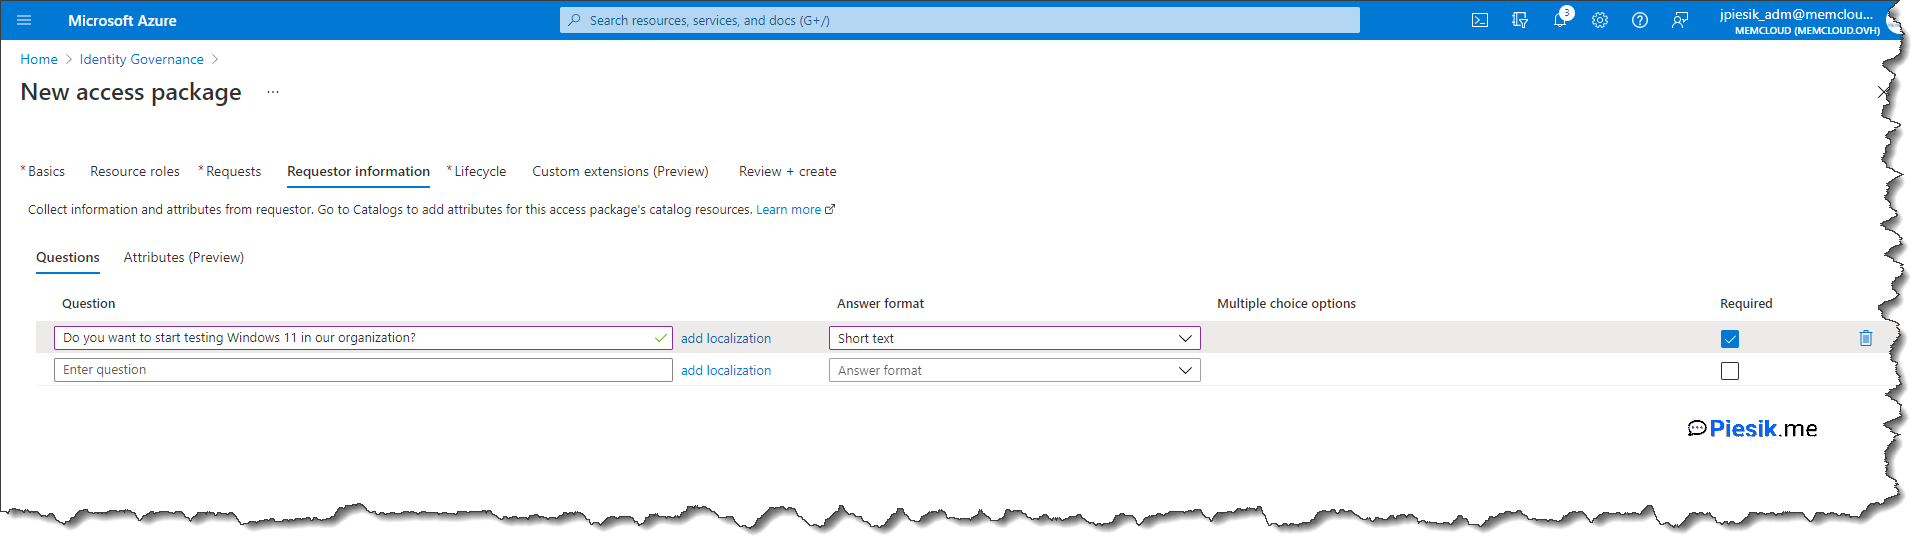 Microsoft Azure
Search resources, services, and docs (G+/)
3
jpiesik_adm@memclou...
MEMCLOUD (MEMCLOUD.OVH)
Home > Identity Governance >
New access package ...
* Basics Resource roles * Requests Requestor information * Lifecycle Custom extensions (Preview) Review + create
Collect information and attributes from requestor. Go to Catalogs to add attributes for this access package's catalog resources. Learn more
Questions Attributes (Preview)
Question Answer format Multiple choice options Required
Do you want to start testing Windows 11 in our organization? add localization Short text
Enter question add localization Answer format
Piesik.me